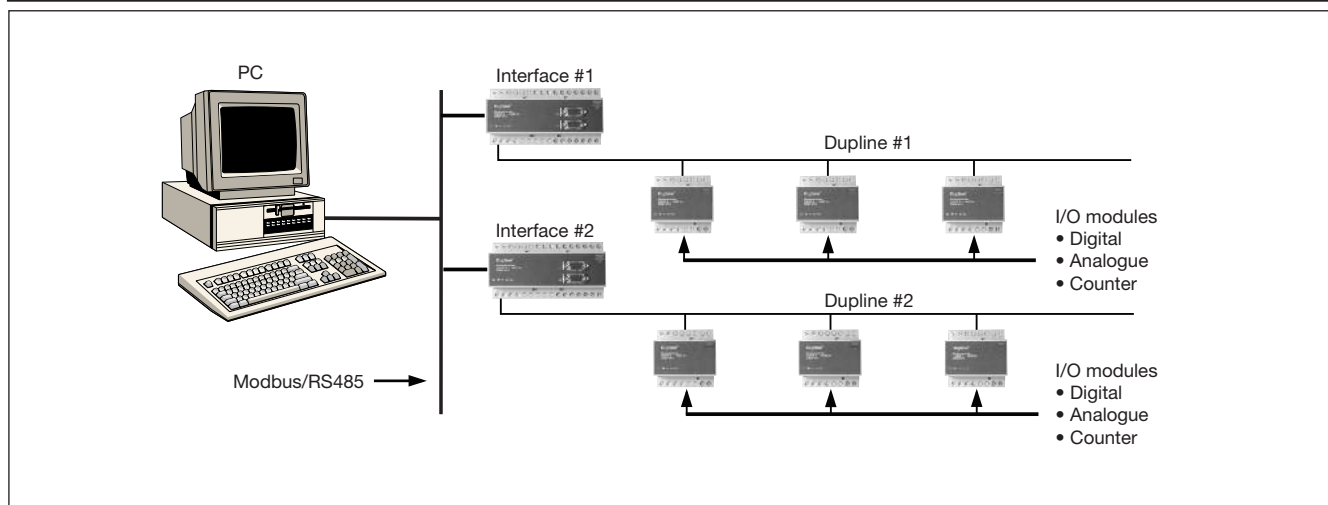 PC
Interface #1
Dupline #1
I/O modules
• Digital
• Analogue
• Counter
Interface #2
Dupline #2
Modbus/RS485
I/O modules
• Digital
• Analogue
• Counter